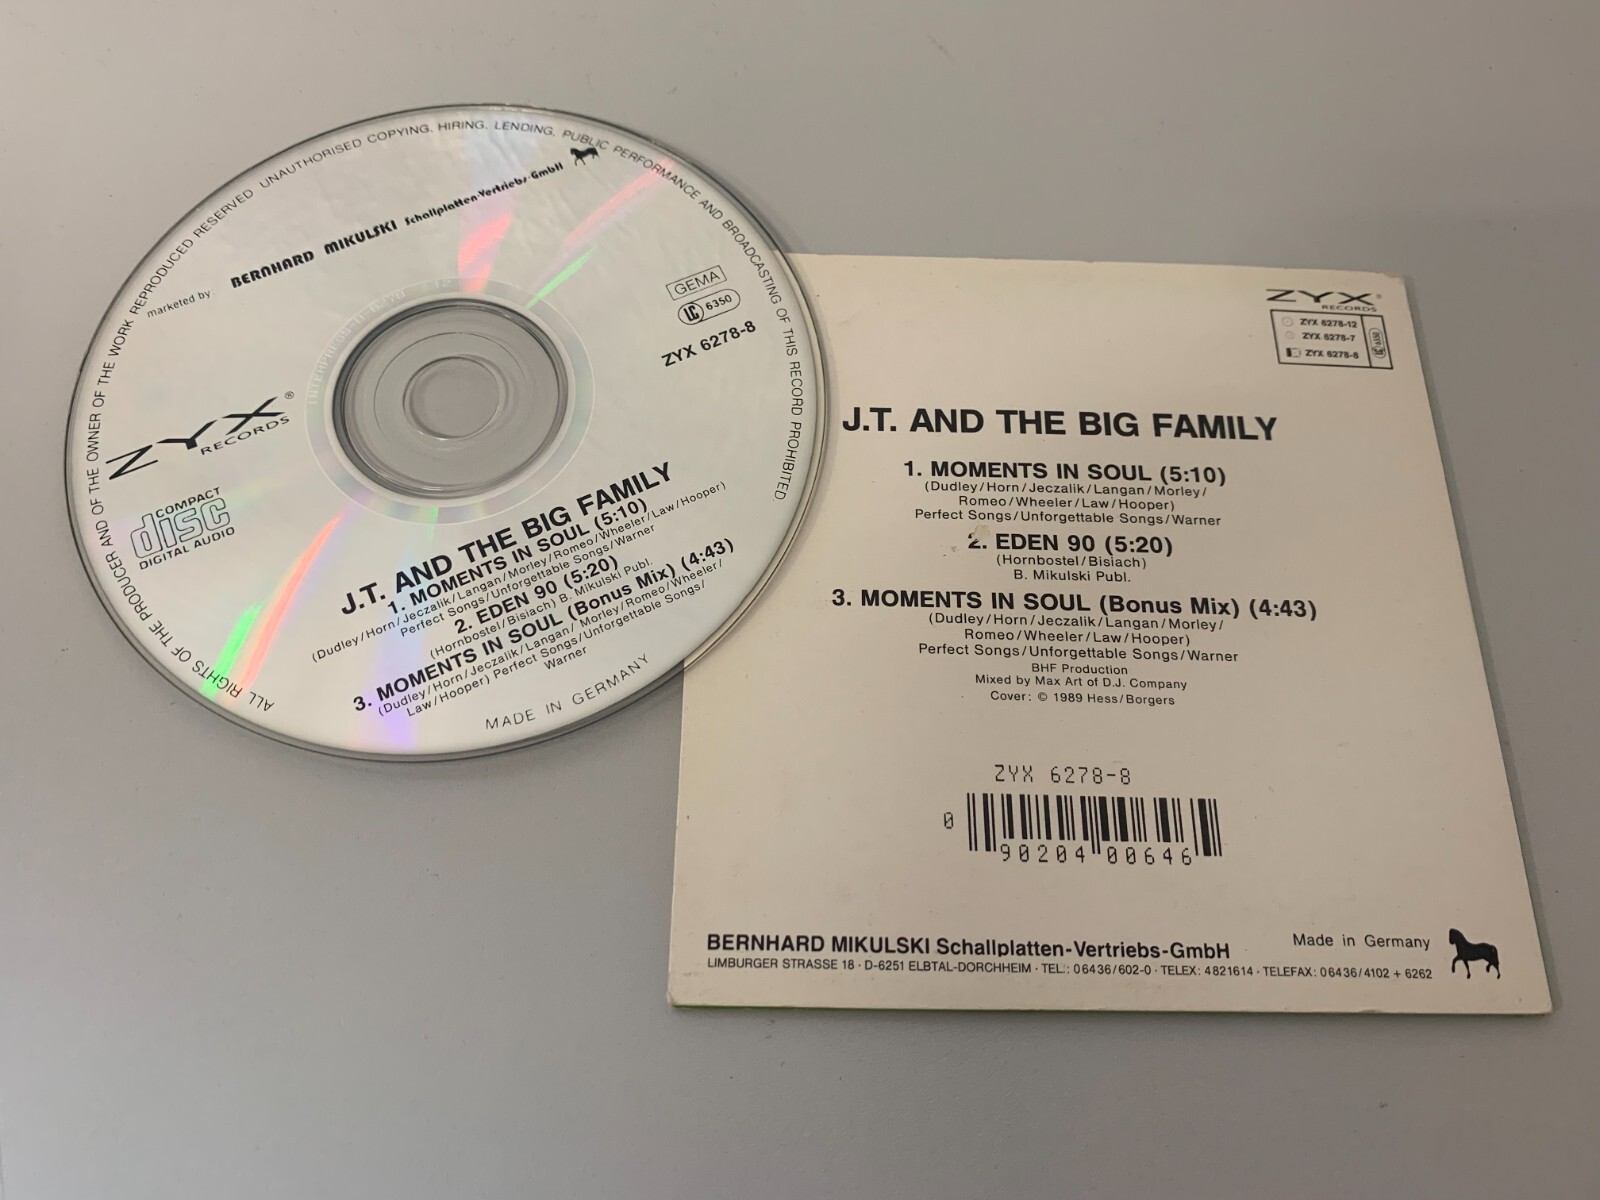 ALL RIGHTS OF THE PRODUCER AND OF THE OWNER OF THE WORK REPRODUCED RESERVED UNAUTHORISED COPYING, HIRING, LENDING, PUBLIC PERFORMANCE AND BROADCASTING OF THIS RECORD PROHIBITED
marketed by BERNHARD MIKULSKI Schallplatten-Vertriebs-GmbH
GEMA
LC 6350
ZYX 6278-8
ZYX®
RECORDS
COMPACT
disc
DIGITAL AUDIO
J.T. AND THE BIG FAMILY
1. MOMENTS IN SOUL (5:10)
(Dudley/Horn/Jeczalik/Langan/Morley/Romeo/Wheeler/Law/Hooper)
Perfect Songs/Unforgettable Songs/Warner
2. EDEN 90 (5:20)
(Hornbostel/Bisiach) B. Mikulski Publ.
3. MOMENTS IN SOUL (Bonus Mix) (4:43)
(Dudley/Horn/Jeczalik/Langan/Morley/Romeo/Wheeler/
Law/Hooper) Perfect Songs/Unforgettable Songs/
Warner
MADE IN GERMANY
ZYX®
RECORDS
ZYX 6278-12
ZYX 6278-7
ZYX 6278-8
LC 6350
J.T. AND THE BIG FAMILY
1. MOMENTS IN SOUL (5:10)
(Dudley/Horn/Jeczalik/Langan/Morley/
Romeo/Wheeler/Law/Hooper)
Perfect Songs/Unforgettable Songs/Warner
2. EDEN 90 (5:20)
(Hornbostel/Bisiach)
B. Mikulski Publ.
3. MOMENTS IN SOUL (Bonus Mix) (4:43)
(Dudley/Horn/Jeczalik/Langan/Morley/
Romeo/Wheeler/Law/Hooper)
Perfect Songs/Unforgettable Songs/Warner
BHF Production
Mixed by Max Art of D.J. Company
Cover: © 1989 Hess/Borgers
ZYX 6278-8
0 90204 00646
BERNHARD MIKULSKI Schallplatten-Vertriebs-GmbH
Made in Germany
LIMBURGER STRASSE 18 · D-6251 ELBTAL-DORCHHEIM · TEL.: 06436/602-0 · TELEX: 4821614 · TELEFAX: 06436/4102 + 6262